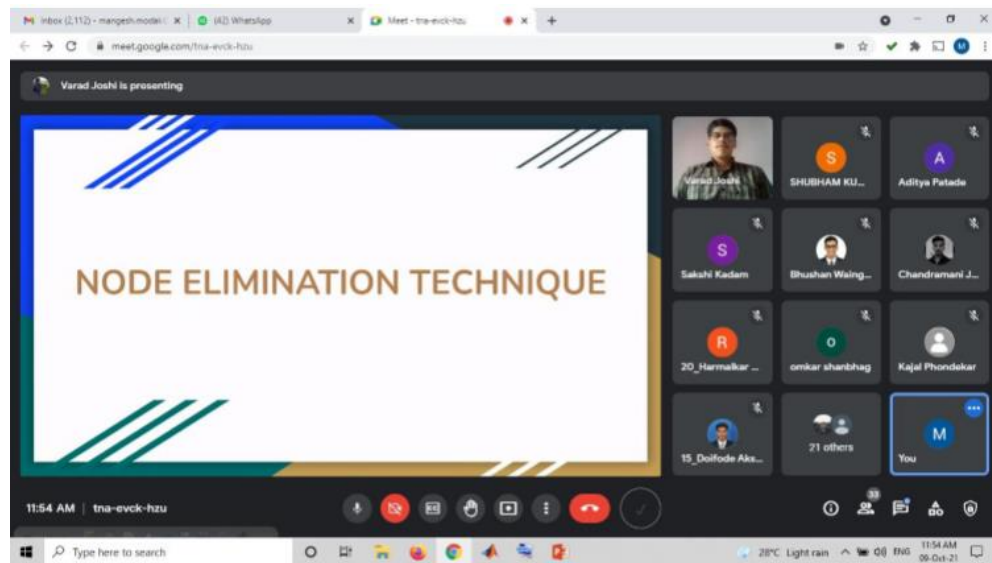 Inbox (2,112) - mangesh.modak(
(42) WhatsApp
Meet - tna-evck-hzu
meet.google.com/tna-evck-hzu
M
Varad Joshi is presenting
NODE ELIMINATION TECHNIQUE
Varad Joshi
S
SHUBHAM KU...
A
Aditya Patade
S
Sakshi Kadam
Bhushan Waing...
Chandramani J...
R
20_Harmalkar ...
o
omkar shanbhag
Kajal Phondekar
15_Doifode Aks...
21 others
M
You
11:54 AM | tna-evck-hzu
33
Type here to search
28°C Light rain
ENG
11:54 AM
09-Oct-21